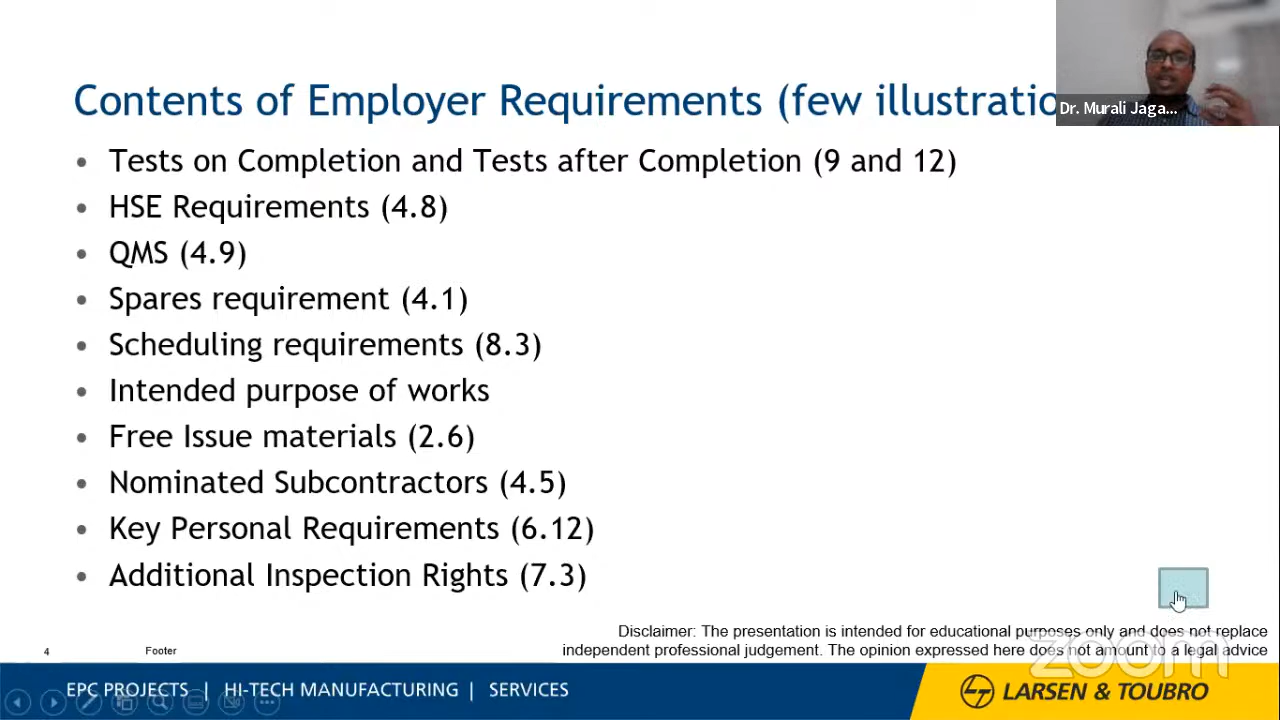 Contents of Employer Requirements (few illustratio
Dr. Murali Jaga...
• Tests on Completion and Tests after Completion (9 and 12)
• HSE Requirements (4.8)
• QMS (4.9)
• Spares requirement (4.1)
• Scheduling requirements (8.3)
• Intended purpose of works
• Free Issue materials (2.6)
• Nominated Subcontractors (4.5)
• Key Personal Requirements (6.12)
• Additional Inspection Rights (7.3)
Disclaimer: The presentation is intended for educational purposes only and does not replace
independent professional judgement. The opinion expressed here does not amount to a legal advice
4 Footer
zoom
EPC PROJECTS | HI-TECH MANUFACTURING | SERVICES
LARSEN & TOUBRO